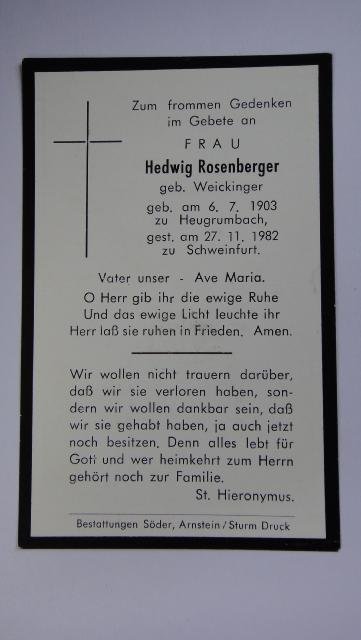 Zum frommen Gedenken
im Gebete an
FRAU
Hedwig Rosenberger
geb. Weickinger
geb. am 6. 7. 1903
zu Heugrumbach,
gest. am 27. 11. 1982
zu Schweinfurt.
Vater unser - Ave Maria.
O Herr gib ihr die ewige Ruhe
Und das ewige Licht leuchte ihr
Herr laß sie ruhen in Frieden. Amen.
Wir wollen nicht trauern darüber,
daß wir sie verloren haben, son-
dern wir wollen dankbar sein, daß
wir sie gehabt haben, ja auch jetzt
noch besitzen. Denn alles lebt für
Gott und wer heimkehrt zum Herrn
gehört noch zur Familie.
St. Hieronymus.
Bestattungen Söder, Arnstein / Sturm Druck